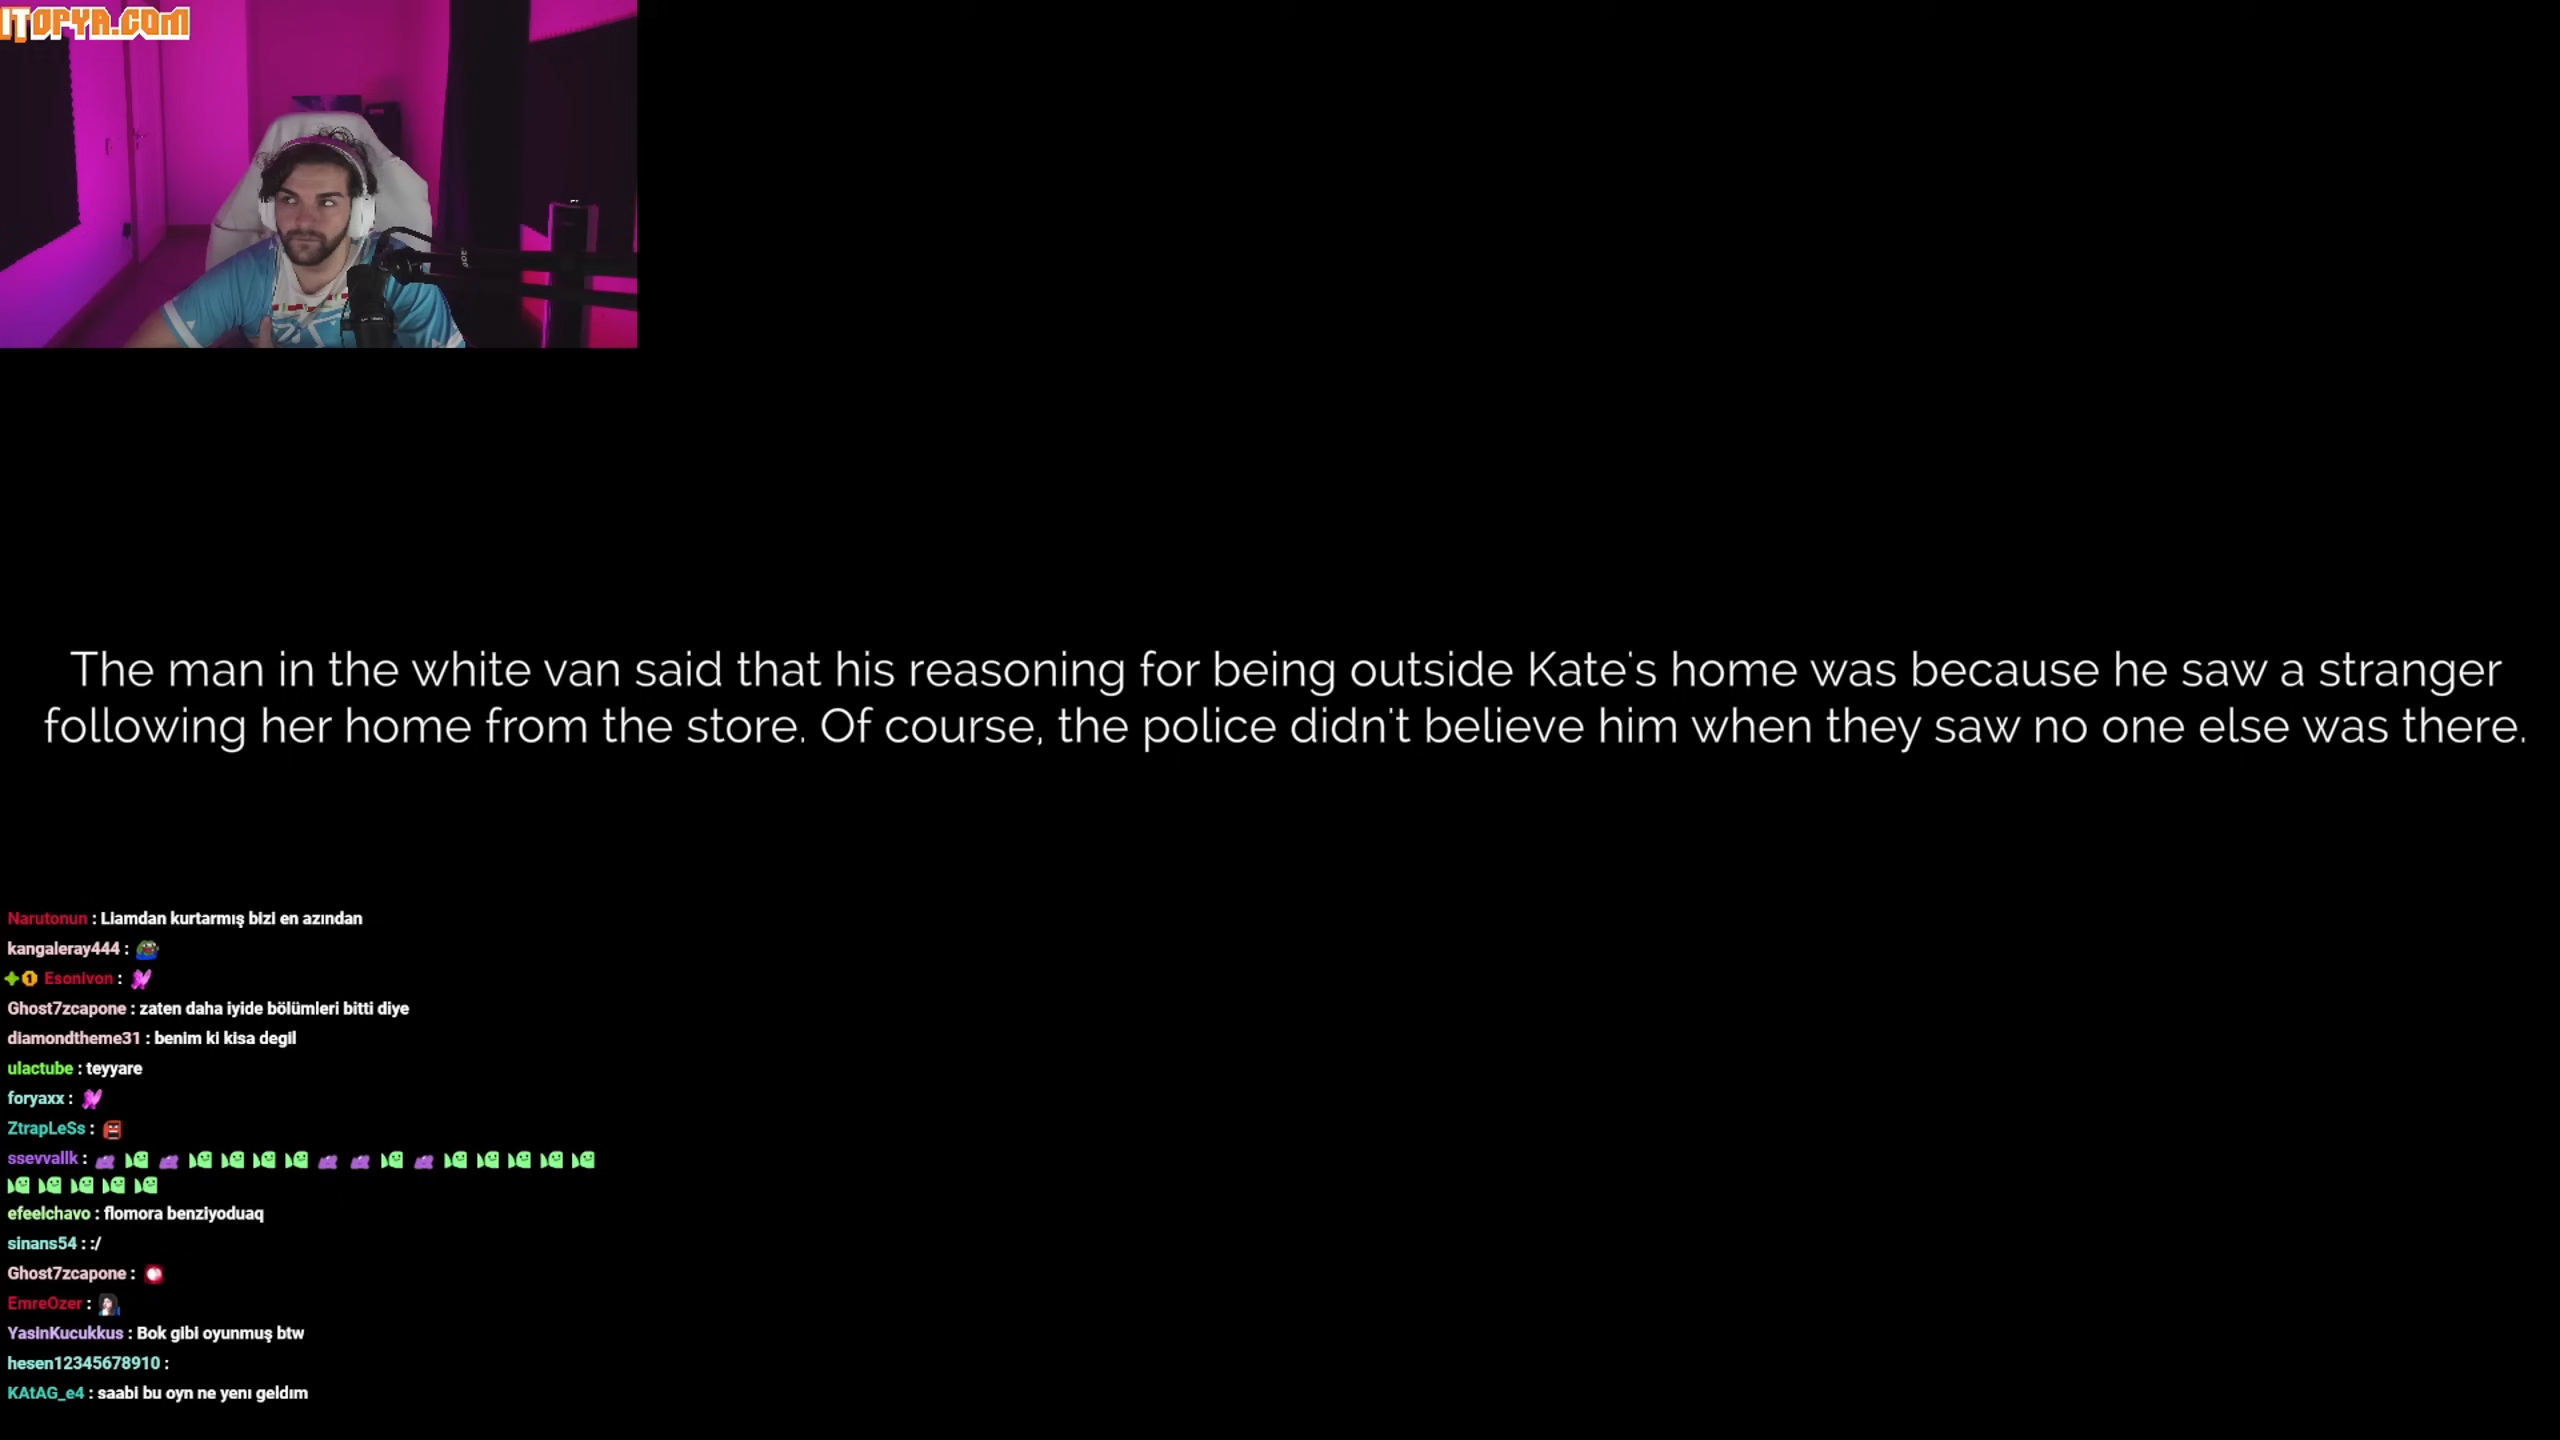 ITOPYA.COM
The man in the white van said that his reasoning for being outside Kate's home was because he saw a stranger
following her home from the store. Of course, the police didn't believe him when they saw no one else was there.
Narutonun : Liamdan kurtarmış bizi en azından
kangaleray444 :
Esonivon :
Ghost7zcapone : zaten daha iyide bölümleri bitti diye
diamondtheme31 : benim ki kisa degil
ulactube : teyyare
foryaxx :
ZtrapLeSs :
ssevvallk :
efeelchavo : flomora benziyoduaq
sinans54 : :/
Ghost7zcapone :
EmreOzer :
YasinKucukkus : Bok gibi oyunmuş btw
hesen12345678910 :
KAtAG_e4 : saabi bu oyn ne yenı geldım